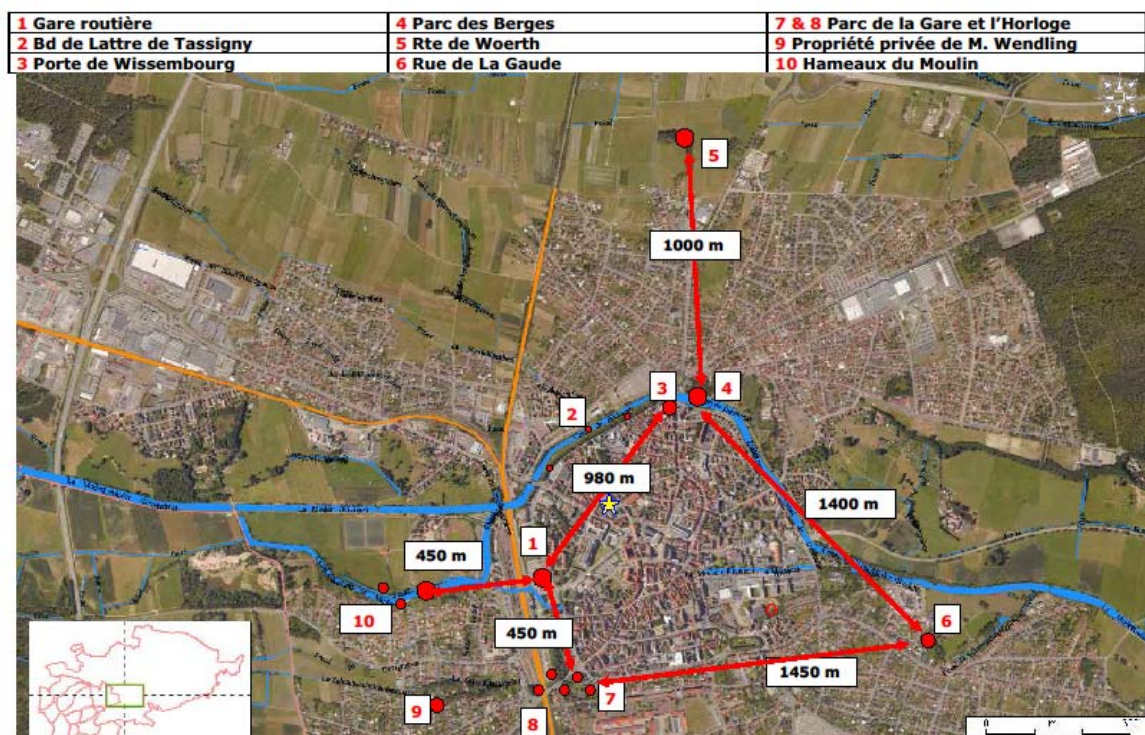 1 Gare routière
4 Parc des Berges
7 & 8 Parc de la Gare et l’Horloge
2 Bd de Lattre de Tassigny
5 Rte de Woerth
9 Propriété privée de M. Wendling
3 Porte de Wissembourg
6 Rue de La Gaude
10 Hameaux du Moulin
5
1000 m
3
4
2
980 m
1400 m
1
450 m
10
450 m
6
1450 m
7
9
8
0